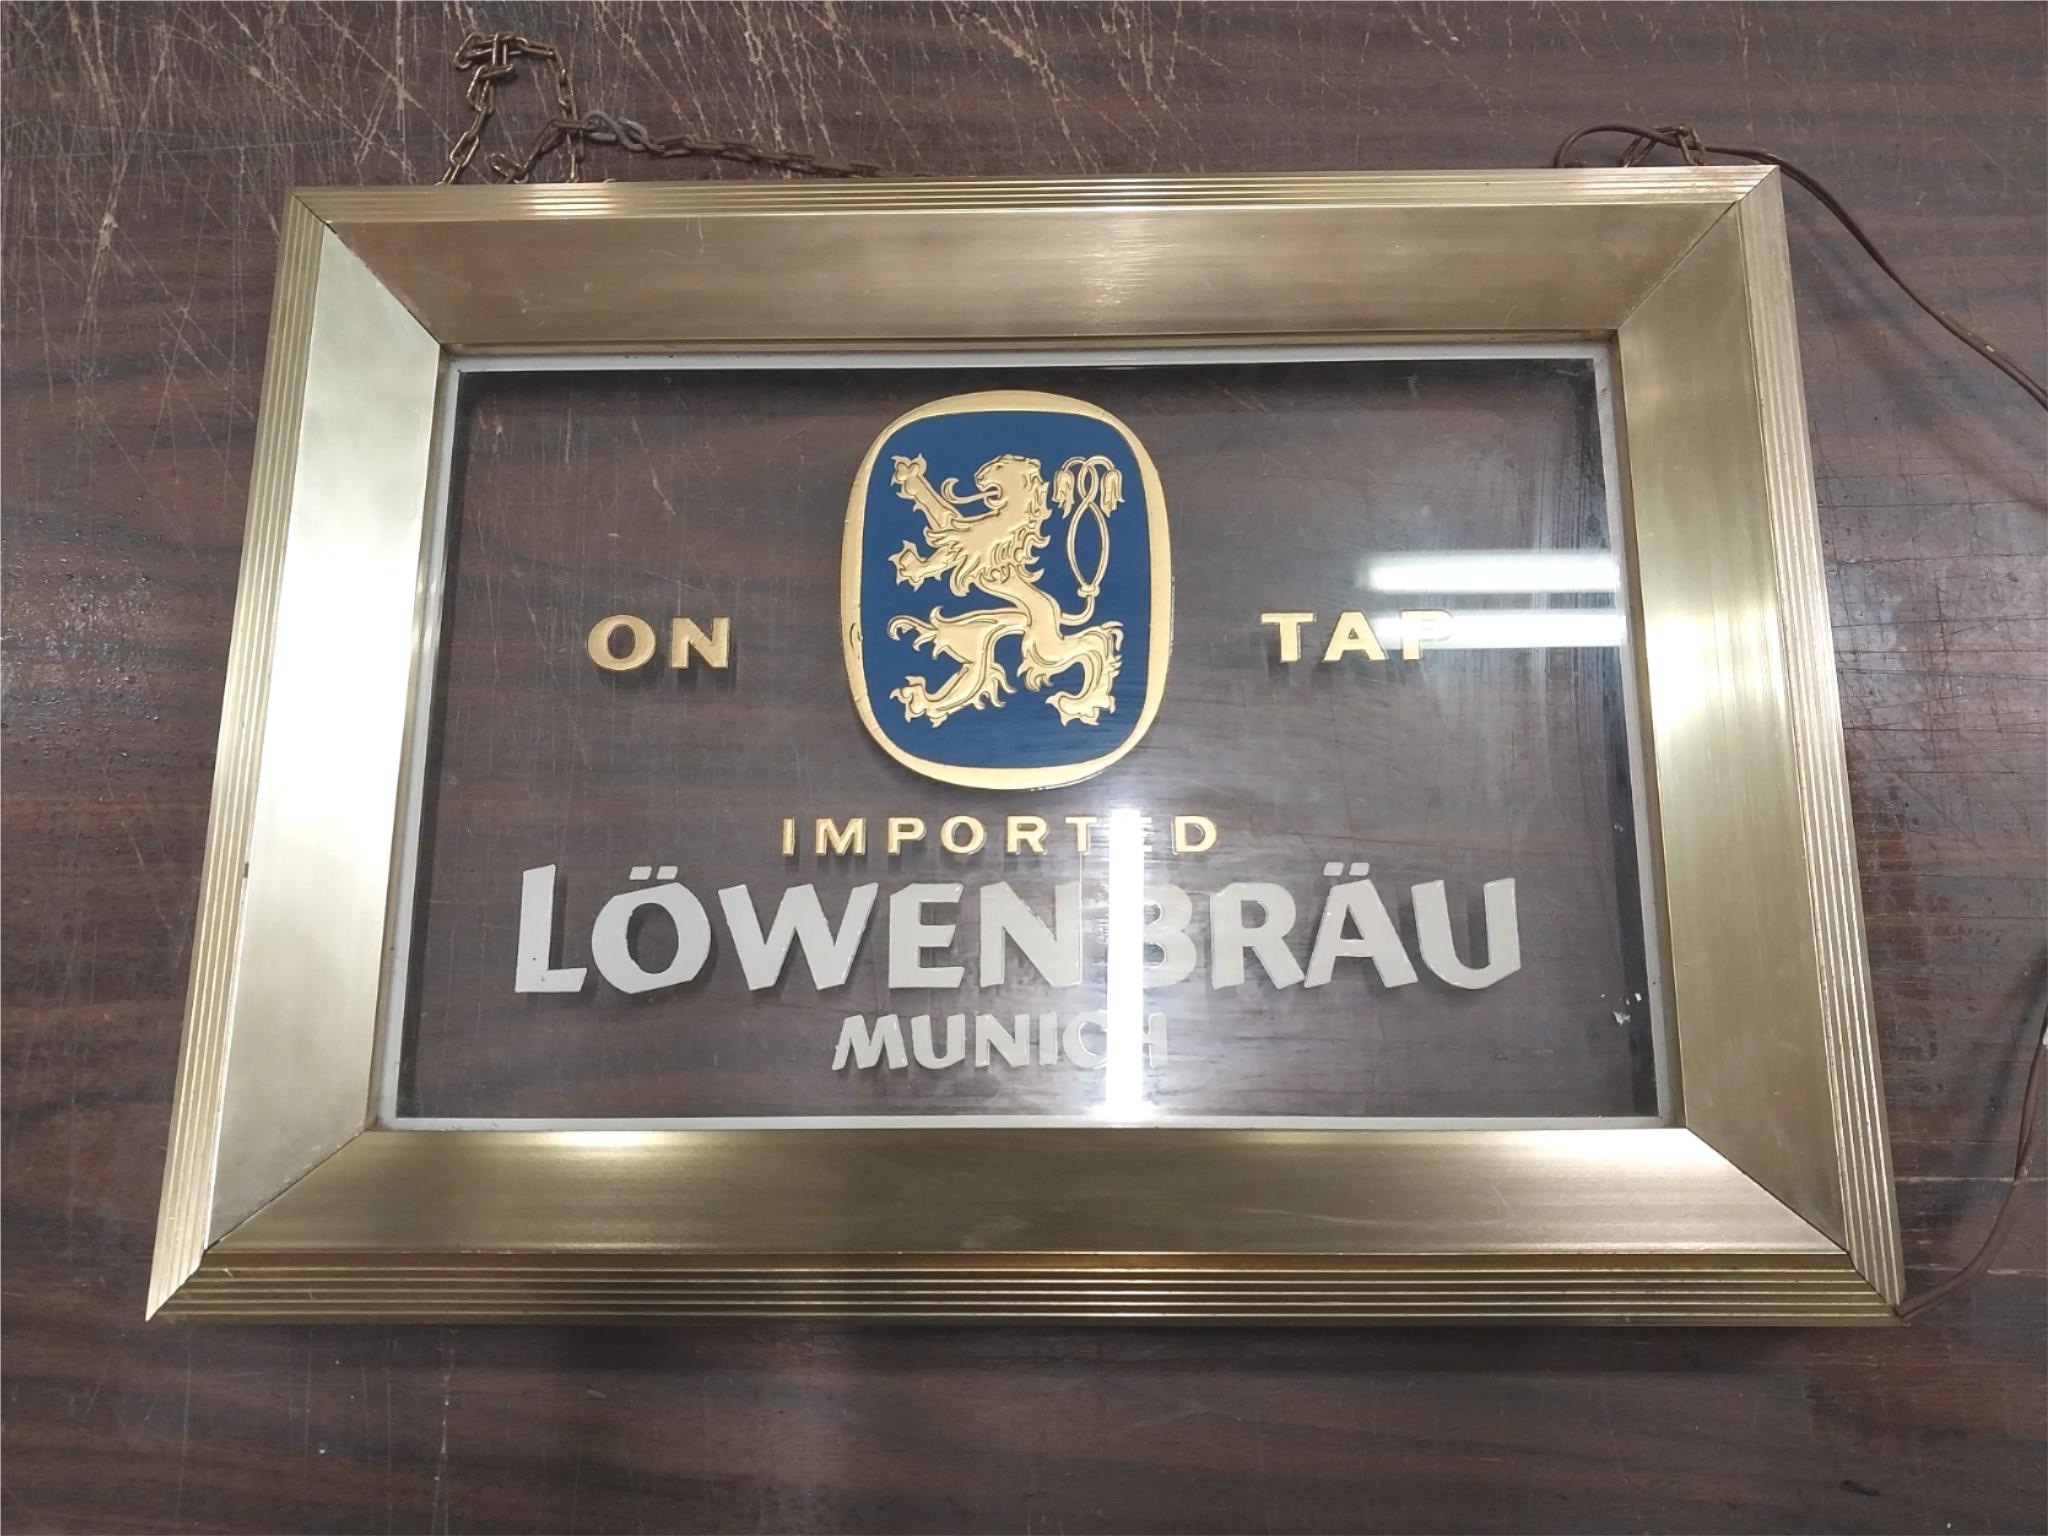 ON TAP
IMPORTED
LÖWENBRÄU
MUNICH